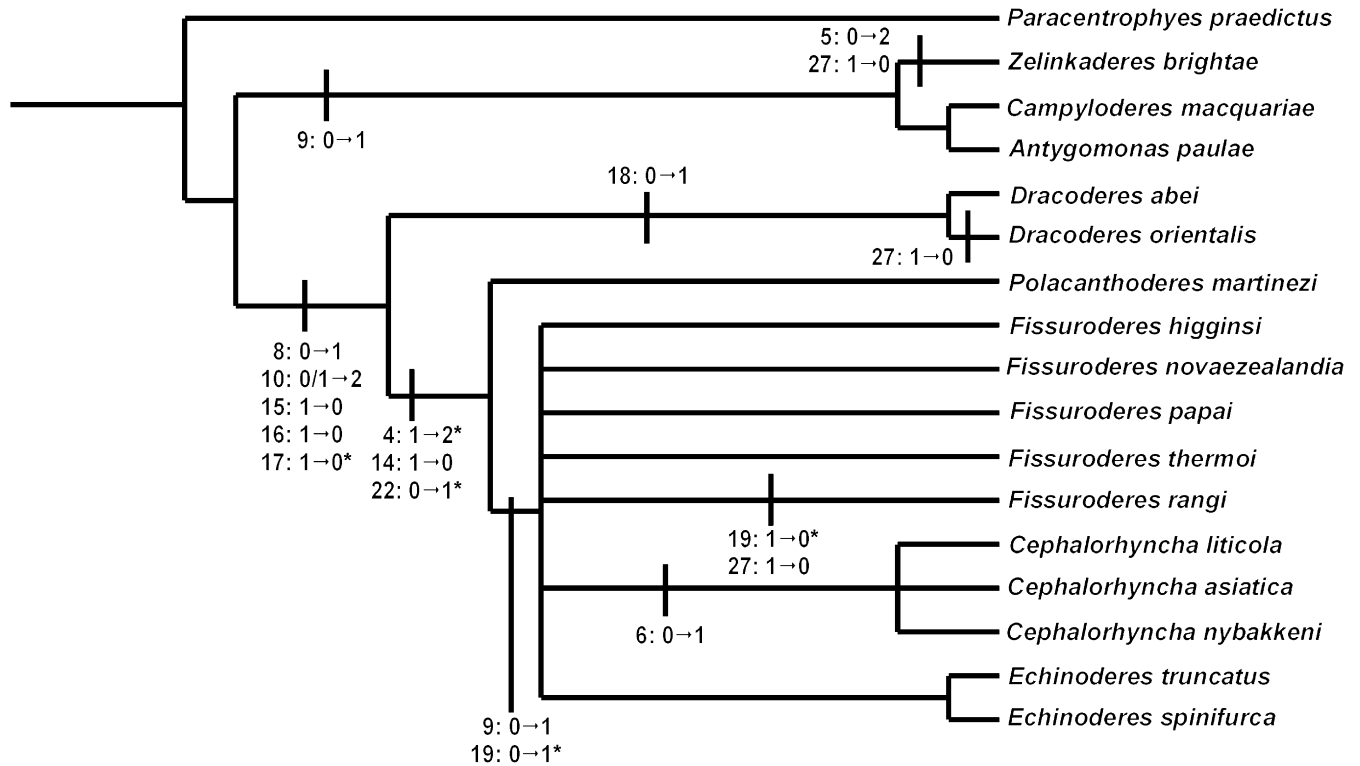 Paracentrophyes praedictus
5: 0→2
27: 1→0
Zelinkaderes brightae
Campyloderes macquariae
9: 0→1
Antygomonas paulae
18: 0→1
Dracoderes abei
Dracoderes orientalis
27: 1→0
Polacanthoderes martinezi
Fissuroderes higginsi
8: 0→1
10: 0/1→2
15: 1→0
16: 1→0
17: 1→0*
Fissuroderes novaezealandia
Fissuroderes papai
4: 1→2*
14: 1→0
22: 0→1*
Fissuroderes thermoi
Fissuroderes rangi
19: 1→0*
27: 1→0
Cephalorhyncha liticola
Cephalorhyncha asiatica
6: 0→1
Cephalorhyncha nybakkeni
Echinoderes truncatus
Echinoderes spinifurca
9: 0→1
19: 0→1*